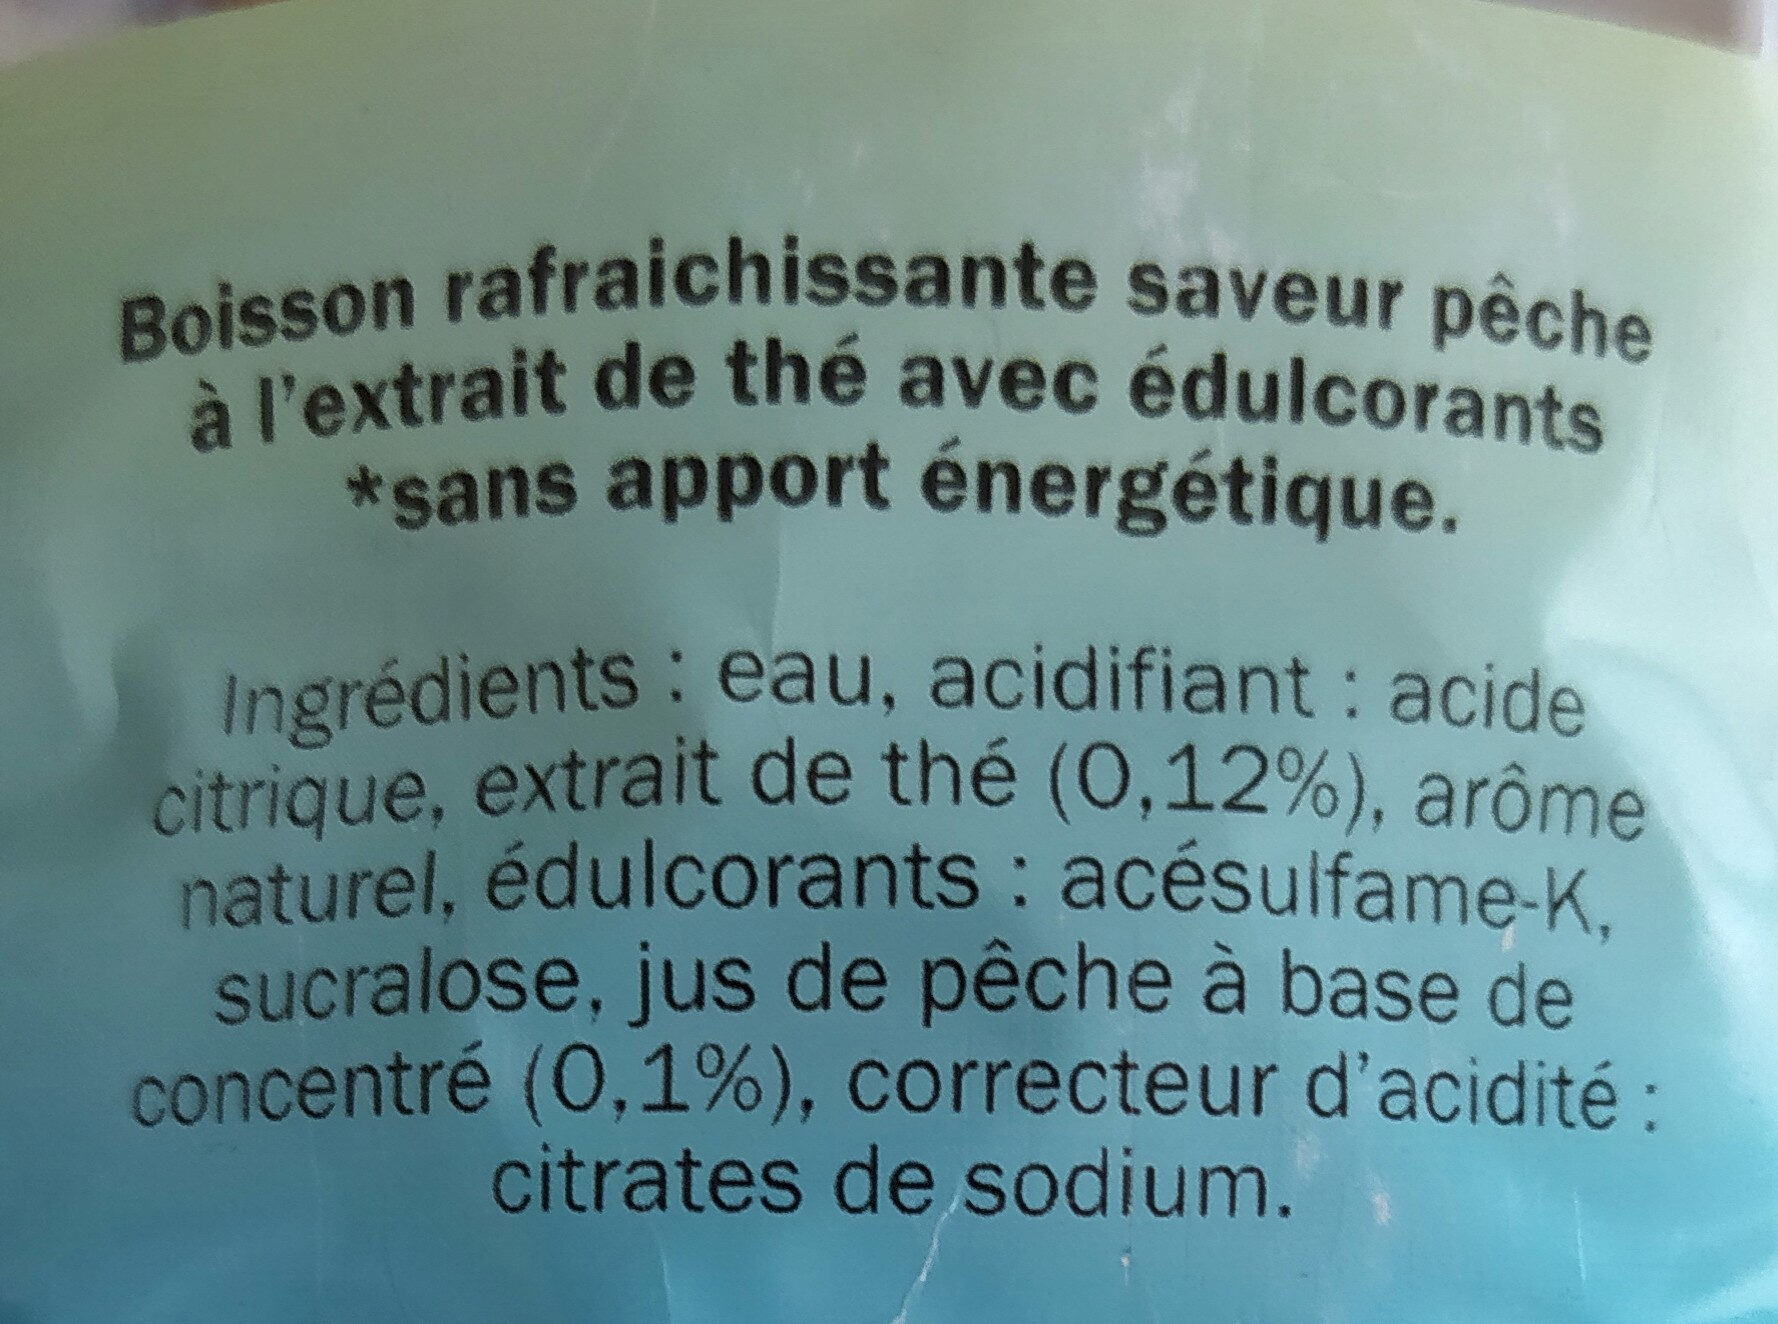 Boisson rafraichissante saveur pêche
à l'extrait de thé avec édulcorants
*sans apport énergétique.
Ingrédients : eau, acidifiant : acide
citrique, extrait de thé (0,12%), arôme
naturel, édulcorants : acésulfame-K,
sucralose, jus de pêche à base de
concentré (0,1%), correcteur d'acidité :
citrates de sodium.